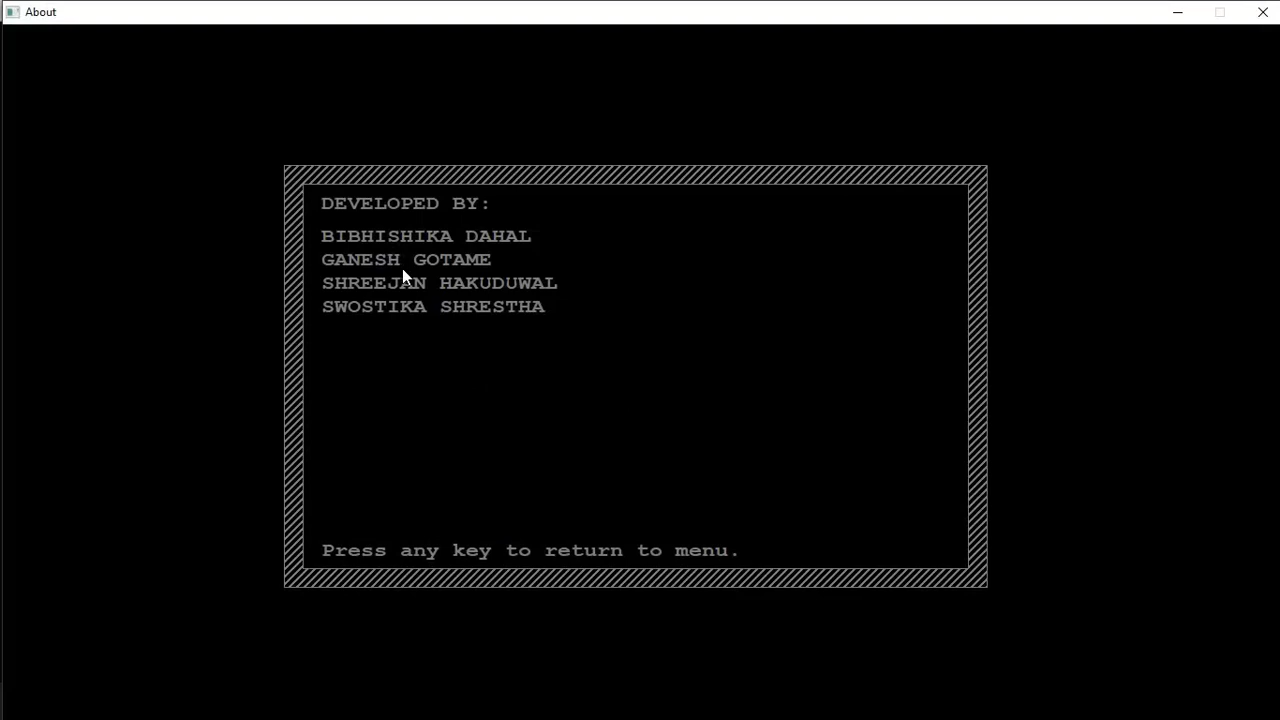 About
DEVELOPED BY:
BIBHISHIKA DAHAL
GANESH GOTAME
SHREEJAN HAKUDUWAL
SWOSTIKA SHRESTHA
Press any key to return to menu.